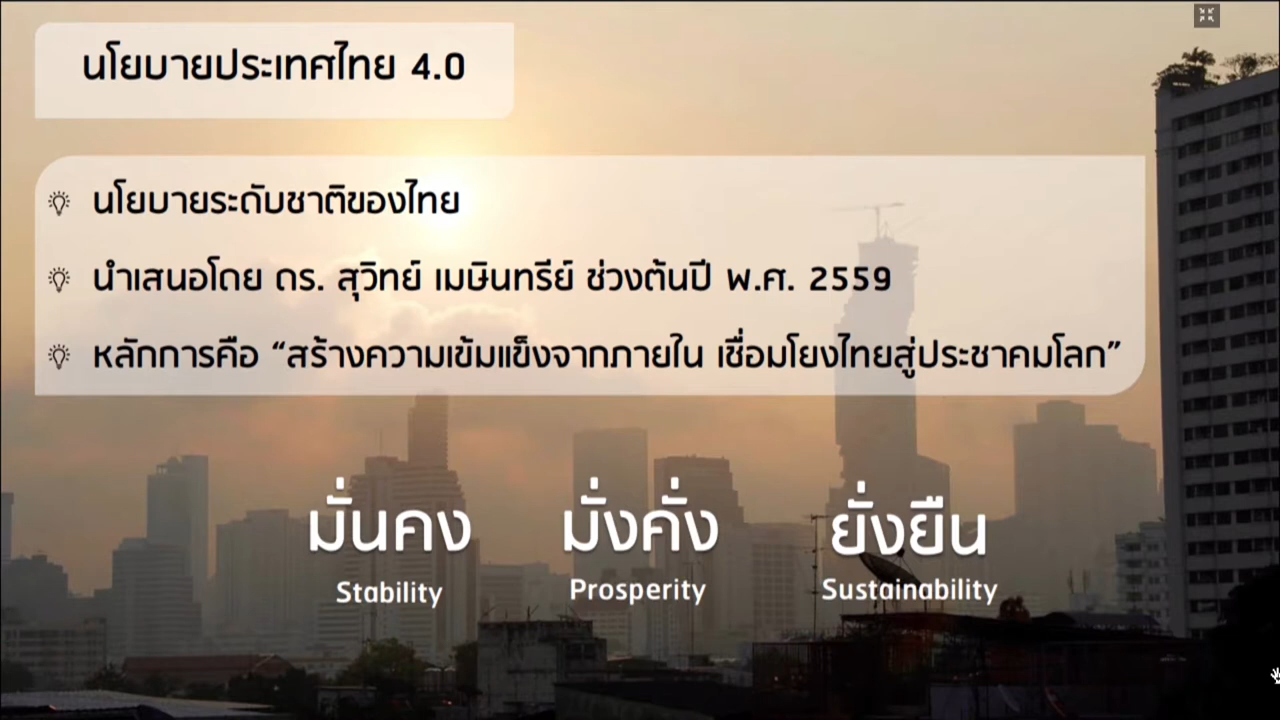 นโยบายประเทศไทย 4.0
นโยบายระดับชาติของไทย
นำเสนอโดย ดร. สุวิทย์ เมษินทรีย์ ช่วงต้นปี พ.ศ. 2559
หลักการคือ “สร้างความเข้มแข็งจากภายใน เชื่อมโยงไทยสู่ประชาคมโลก”
มั่นคง มั่งคั่ง ยั่งยืน
Stability Prosperity Sustainability